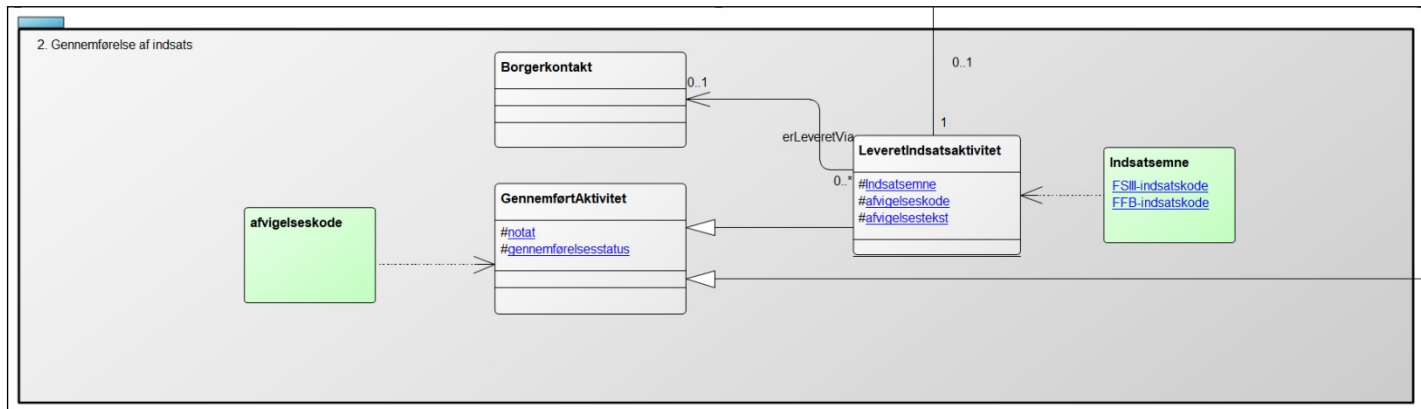 2. Gennemførelse af indsats
Borgerkontakt
0..1
0..1
erLeveretVia
1
0..*
LeveretIndsatsaktivitet
#Indsatsemne
#afvigelseskode
#afvigelsestekst
Indsatsemne
FSIII-indsatskode
FFB-indsatskode
GennemførtAktivitet
#notat
#gennemførelsesstatus
afvigelseskode